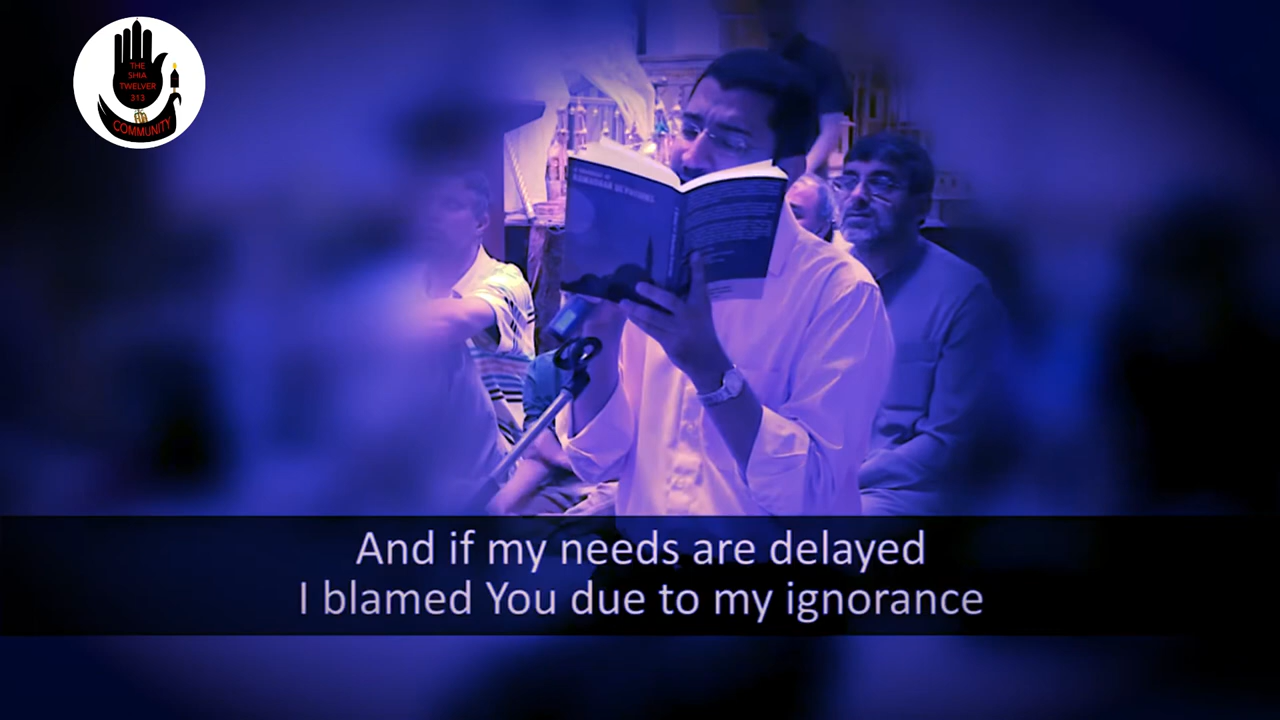 THE
SHIA
TWELVER
313
COMMUNITY
And if my needs are delayed
I blamed You due to my ignorance